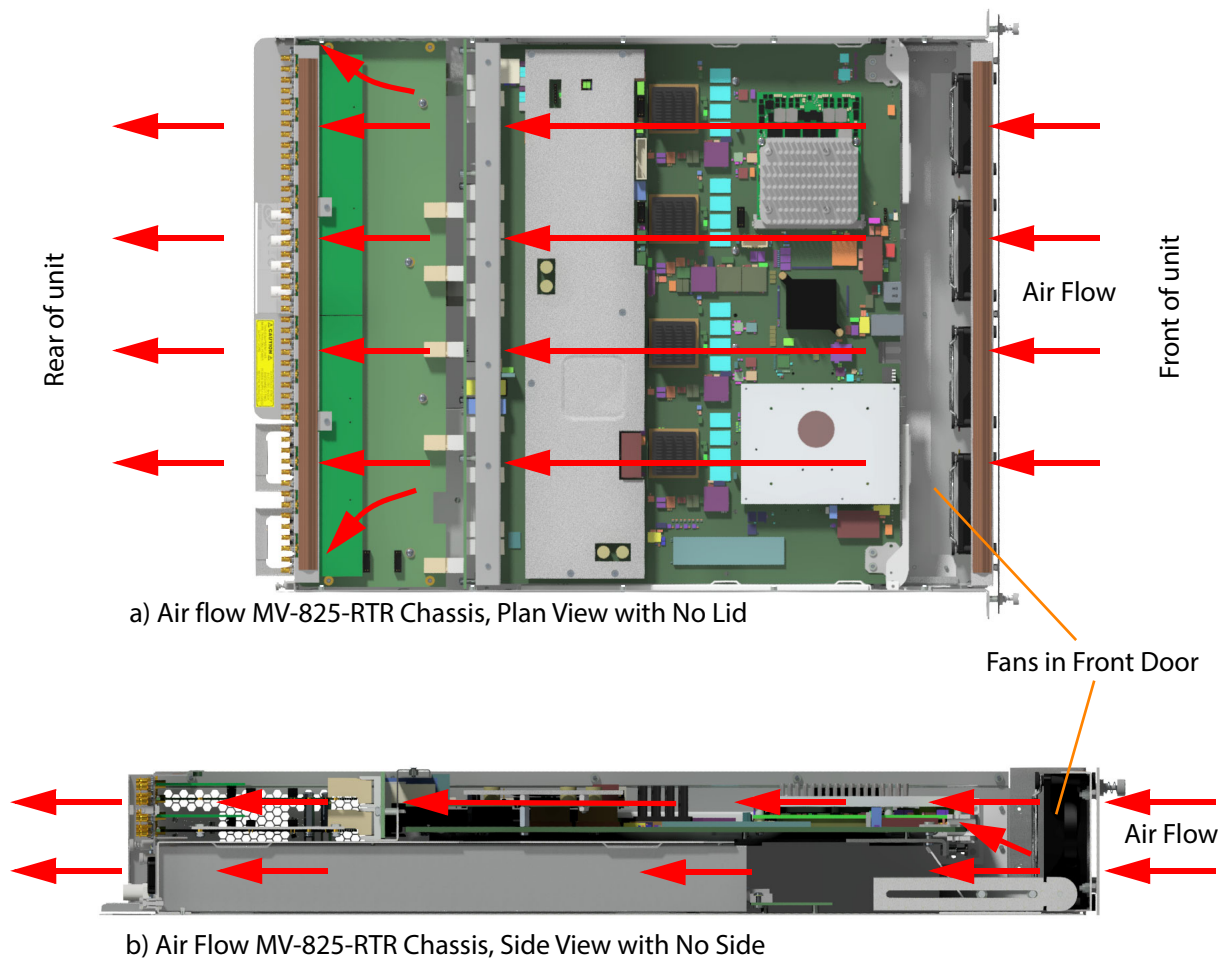 Rear of unit
CAUTION
Air Flow
Front of unit
a) Air flow MV-825-RTR Chassis, Plan View with No Lid
Fans in Front Door
Air Flow
b) Air Flow MV-825-RTR Chassis, Side View with No Side